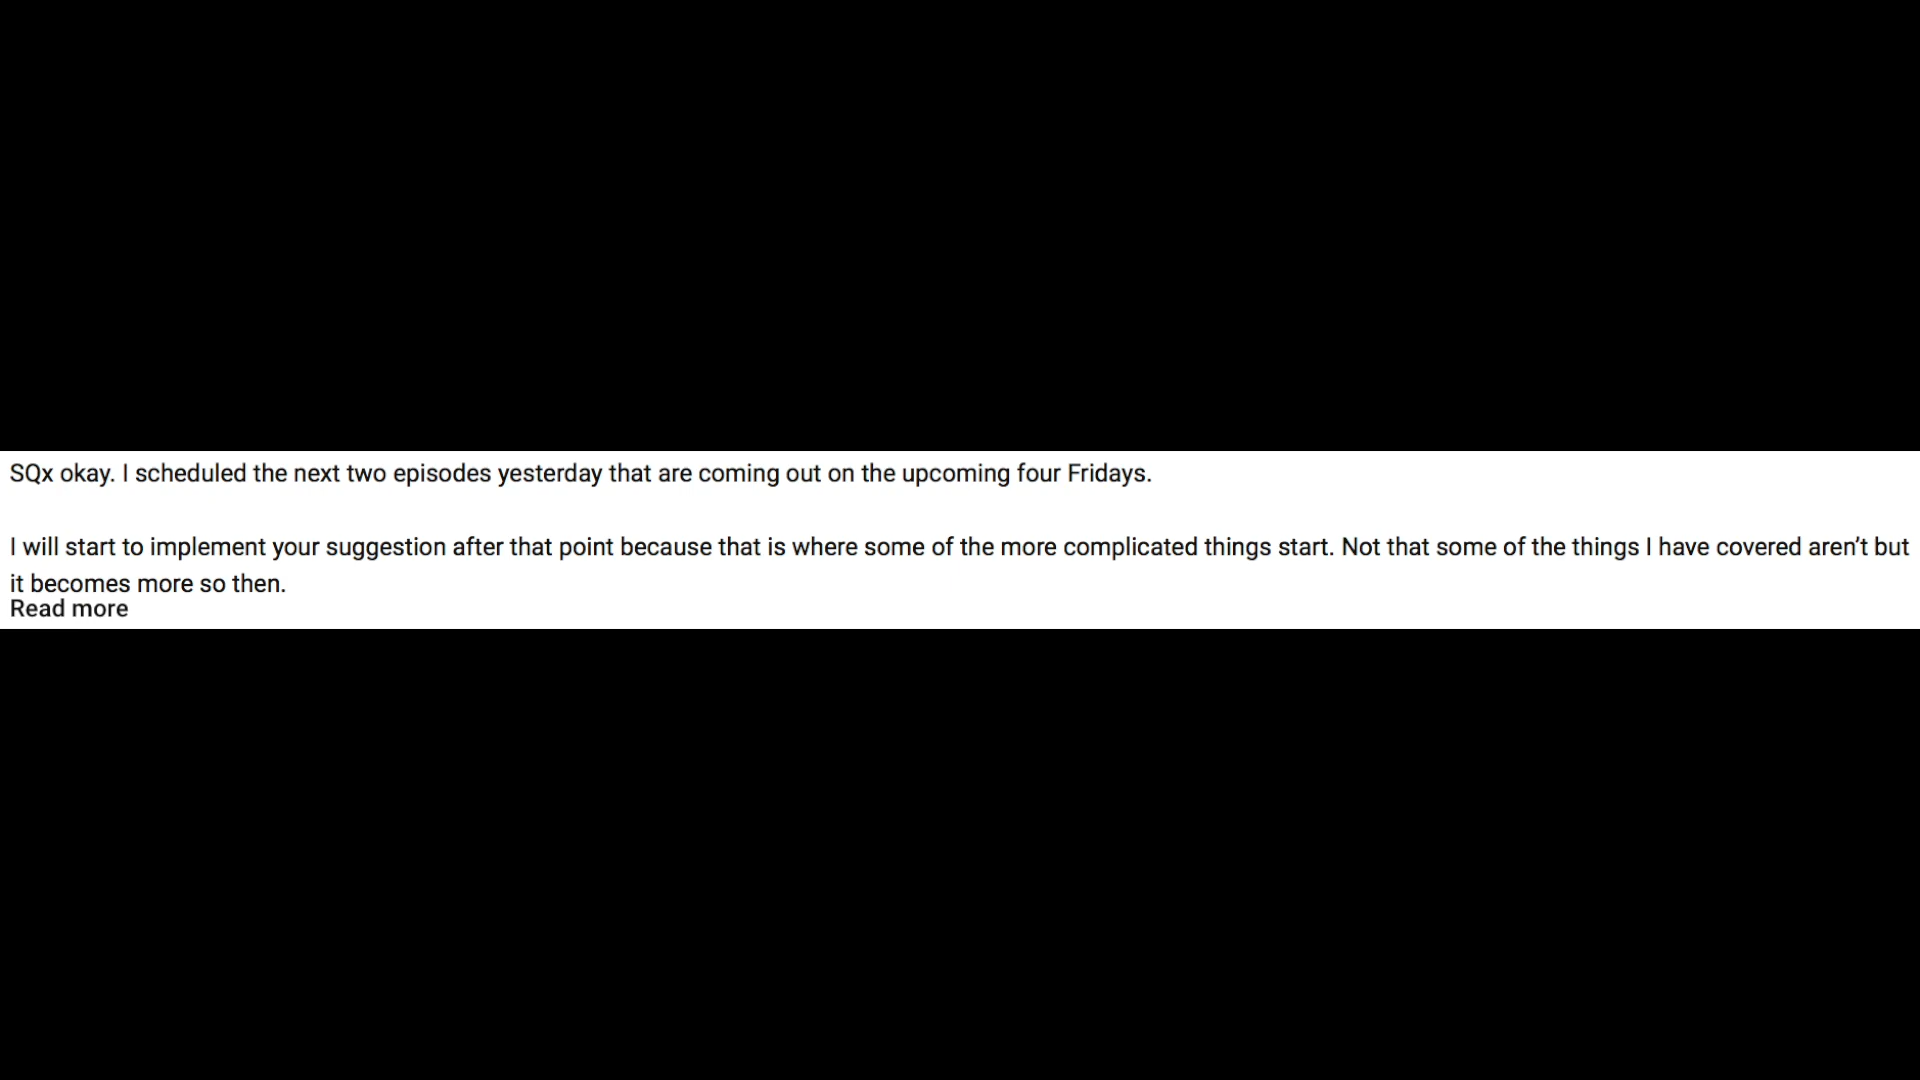 SQx okay. I scheduled the next two episodes yesterday that are coming out on the upcoming four Fridays.
I will start to implement your suggestion after that point because that is where some of the more complicated things start. Not that some of the things I have covered aren’t but
it becomes more so then.
Read more